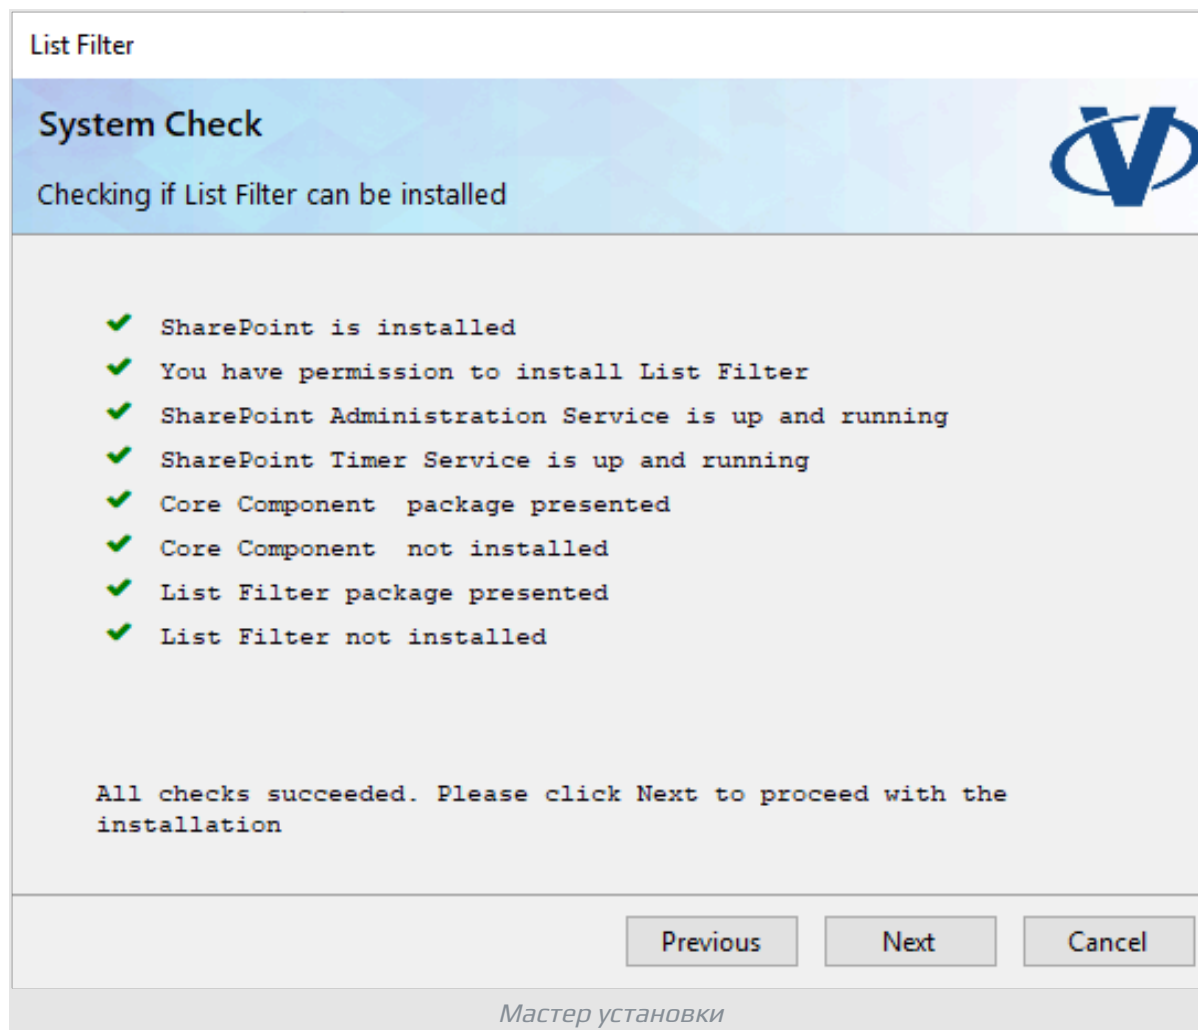 List Filter
System Check
Checking if List Filter can be installed
SharePoint is installed
You have permission to install List Filter
SharePoint Administration Service is up and running
SharePoint Timer Service is up and running
Core Component  package presented
Core Component  not installed
List Filter package presented
List Filter not installed
All checks succeeded. Please click Next to proceed with the
installation
Previous Next Cancel
Мастер установки